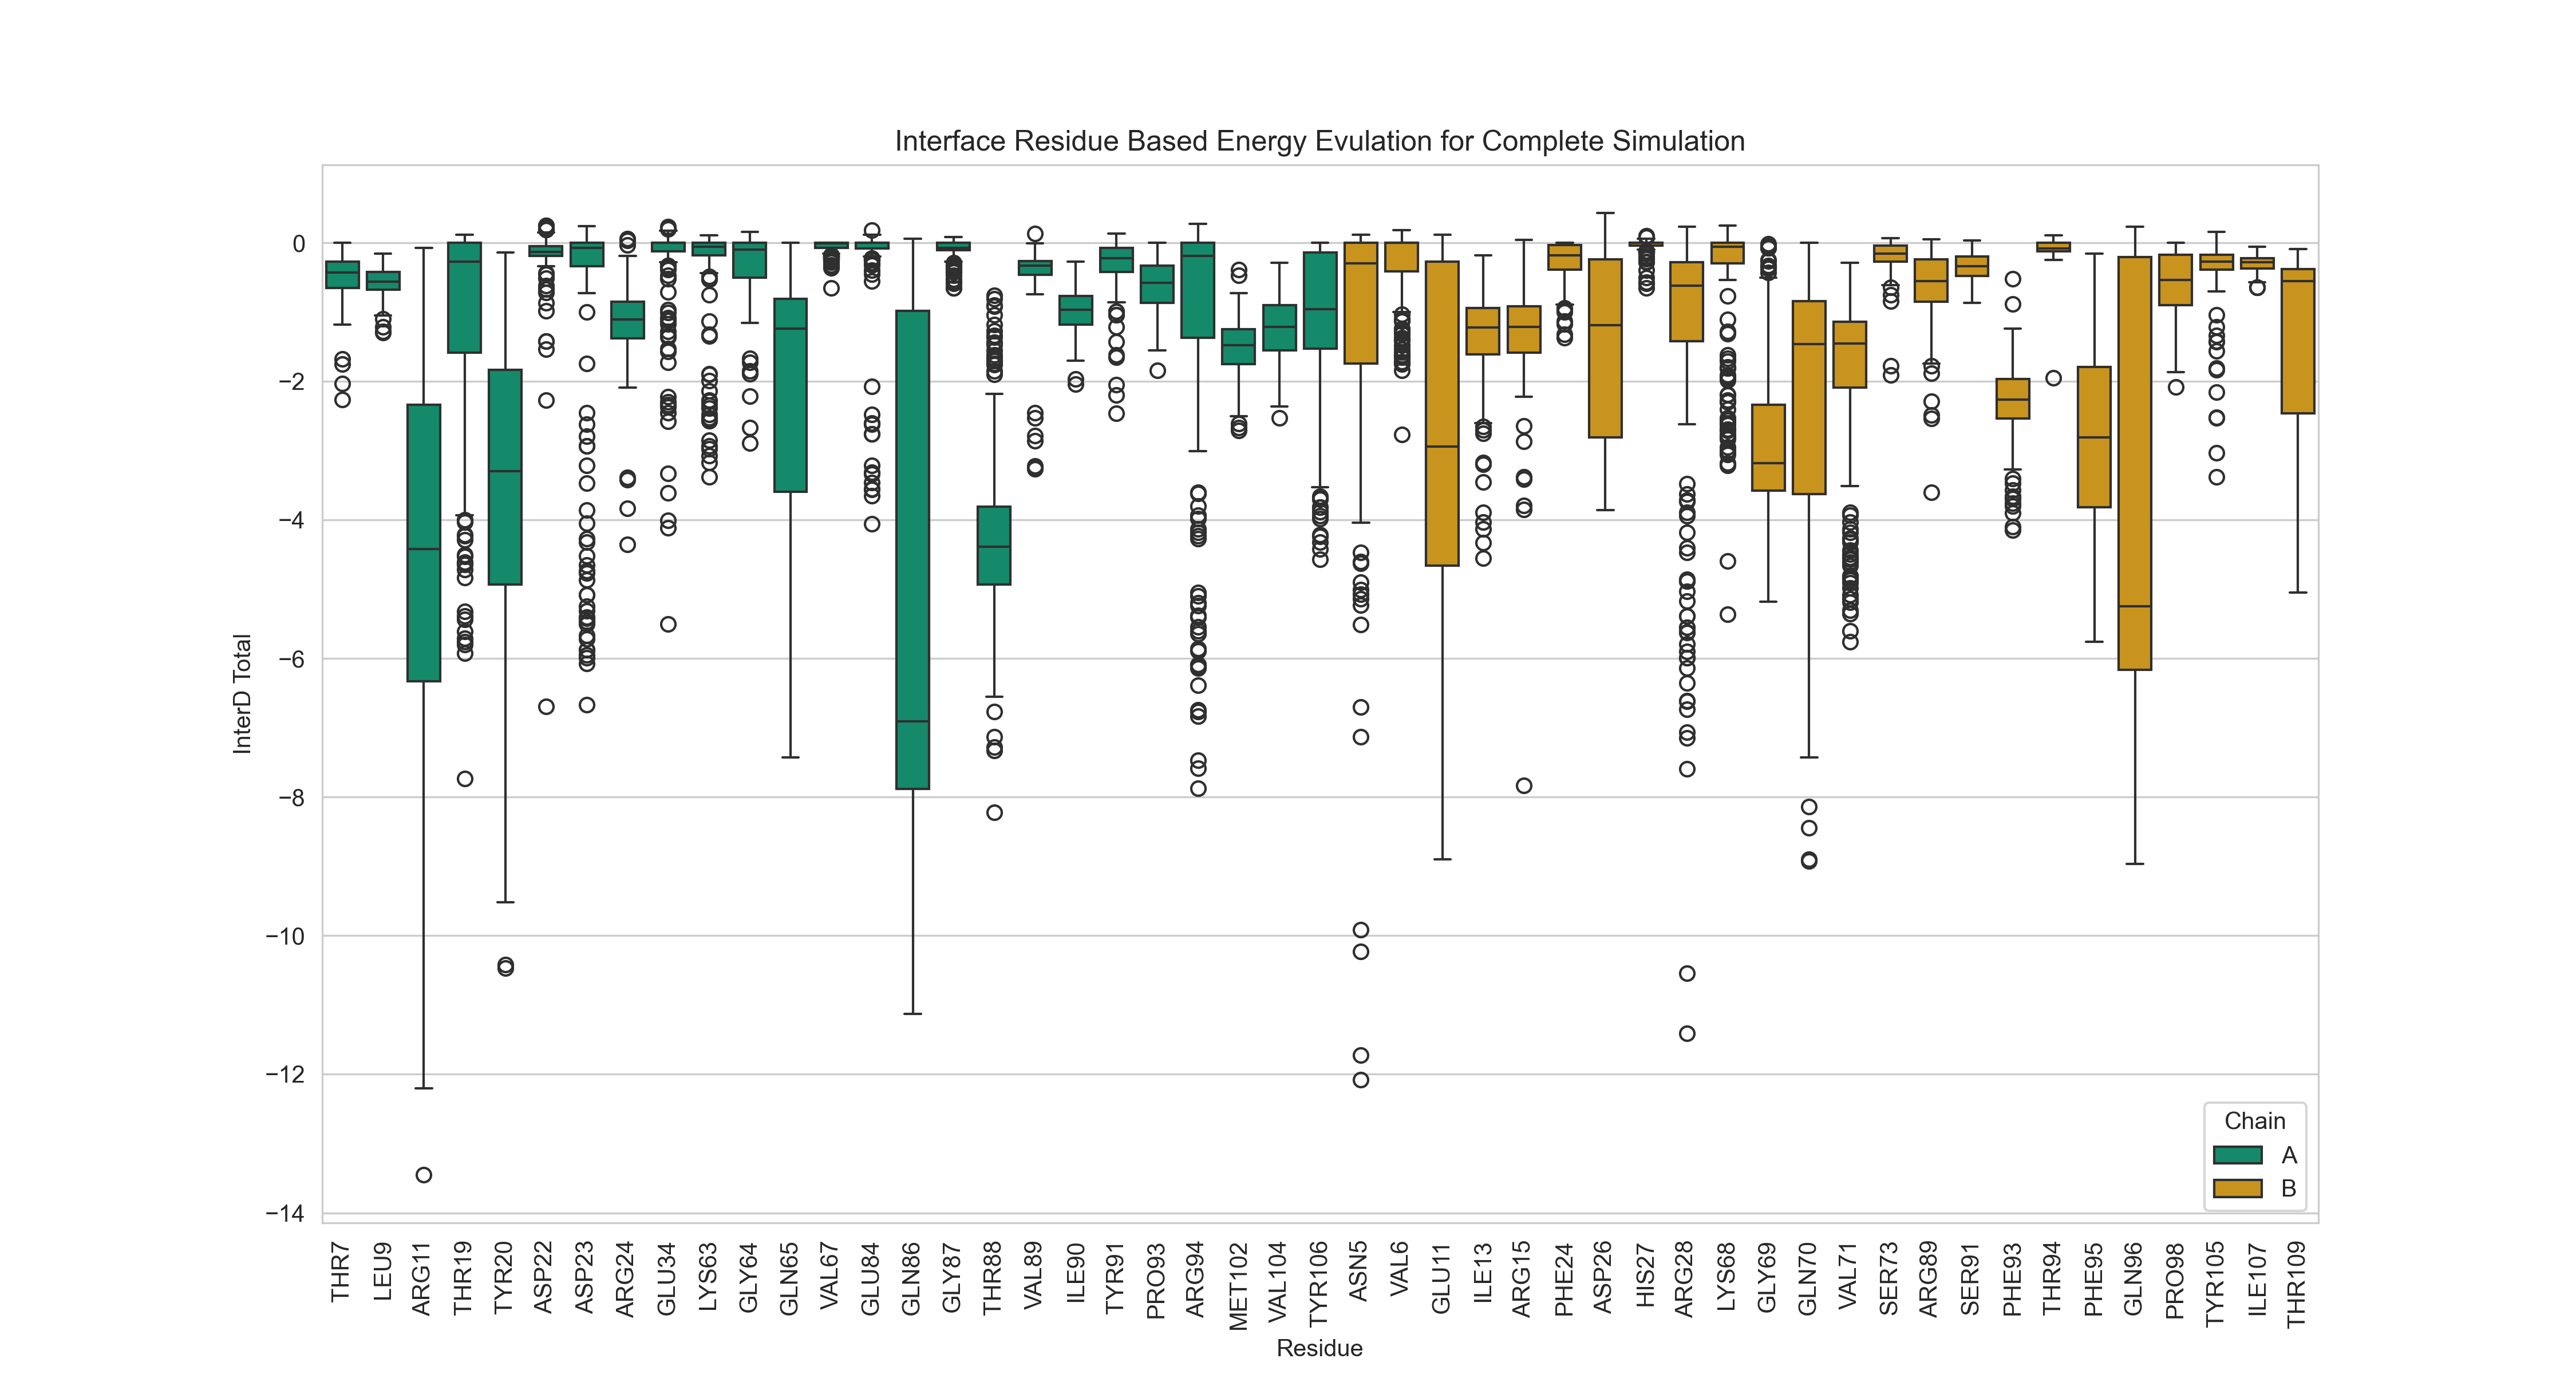 Interface Residue Based Energy Evulation for Complete Simulation
InterD Total
0
−2
−4
−6
−8
−10
−12
−14
THR7
LEU9
ARG11
THR19
TYR20
ASP22
ASP23
ARG24
GLU34
LYS63
GLY64
GLN65
VAL67
GLU84
GLN86
GLY87
THR88
VAL89
ILE90
TYR91
PRO93
ARG94
MET102
VAL104
TYR106
ASN5
VAL6
GLU11
ILE13
ARG15
PHE24
ASP26
HIS27
ARG28
LYS68
GLY69
GLN70
VAL71
SER73
ARG89
SER91
PHE93
THR94
PHE95
GLN96
PRO98
TYR105
ILE107
THR109
Residue
Chain
A
B